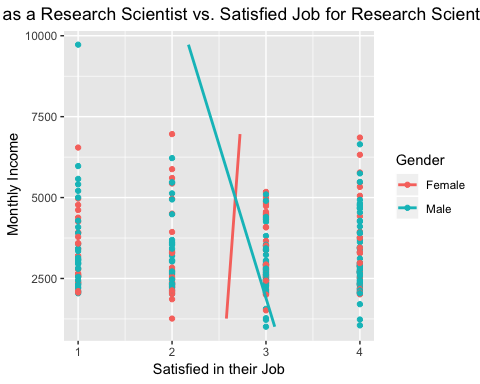 as a Research Scientist vs. Satisfied Job for Research Scient
10000
7500
5000
2500
Monthly Income
1 2 3 4
Satisfied in their Job
Gender
Female
Male